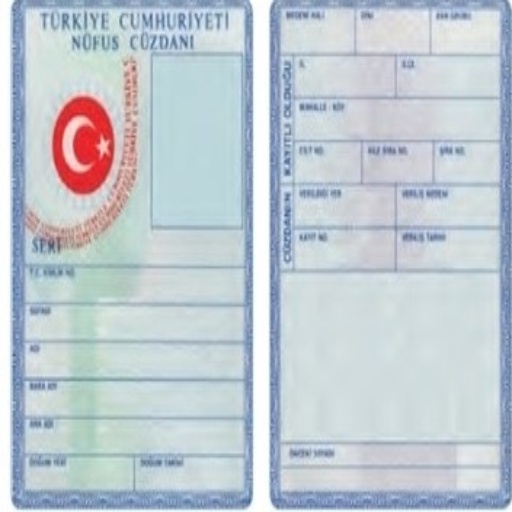 TÜRKİYE CUMHURİYETİ
NÜFUS CÜZDANI
SERİ
T.C. KİMLİK NO.
SOYADI
ADI
BABA ADI
ANA ADI
DOĞUM YERİ
DOĞUM TARİHİ
MEDENİ HALİ
DİNİ
KAN GRUBU
KAYITLI OLDUĞU
İL
İLÇE
MAHALLE - KÖY
CİLT NO.
AİLE SIRA NO.
SIRA NO.
CÜZDANIN
VERİLDİĞİ YER
VERİLİŞ NEDENİ
KAYIT NO.
VERİLİŞ TARİHİ
ÖNCEKİ SOYADI